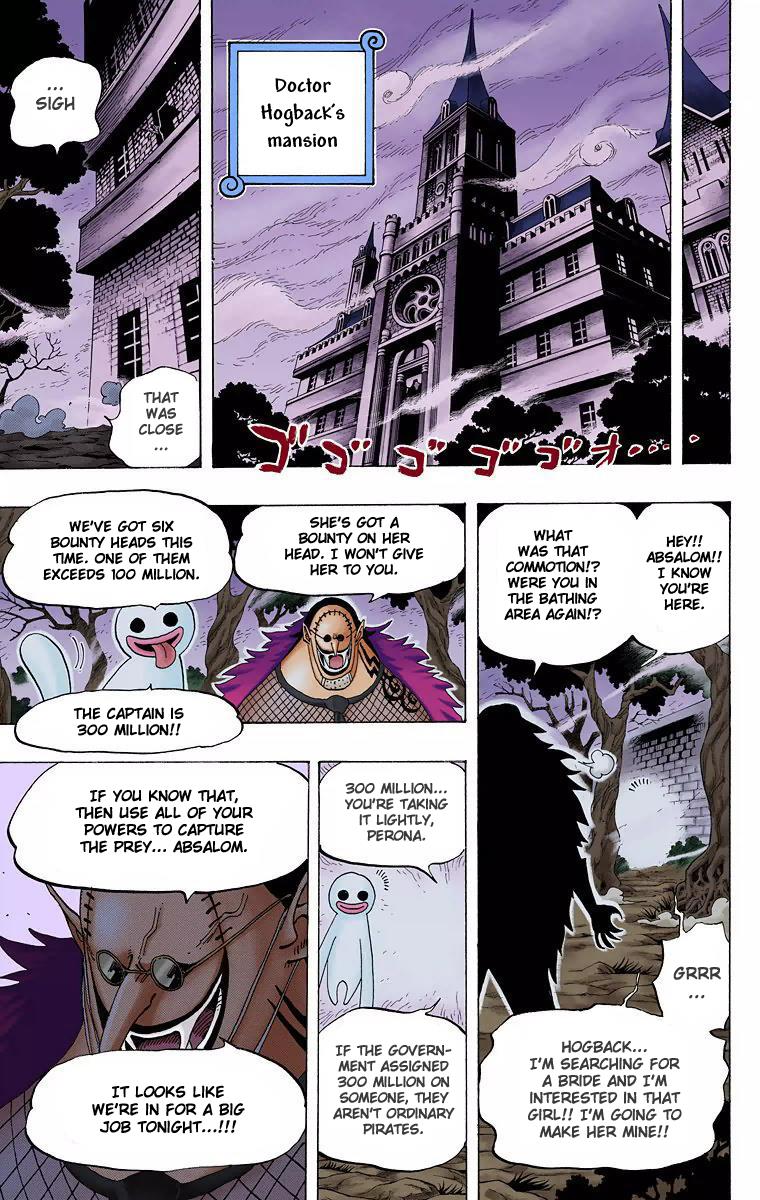 Doctor
Hogback's
mansion
ゴゴゴゴゴオ‥‥
...
SIGH
THAT
WAS
CLOSE
...
HEY!!
ABSALOM!!
I KNOW
YOU'RE
HERE.
WHAT
WAS THAT
COMMOTION!?
WERE YOU IN
THE BATHING
AREA AGAIN!?
GRRR
...
HOGBACK...
I'M SEARCHING FOR
A BRIDE AND I'M
INTERESTED IN THAT
GIRL!! I'M GOING TO
MAKE HER MINE!!
SHE'S GOT A
BOUNTY ON HER
HEAD. I WON'T GIVE
HER TO YOU.
WE'VE GOT SIX
BOUNTY HEADS THIS
TIME. ONE OF THEM
EXCEEDS 100 MILLION.
THE CAPTAIN IS
300 MILLION!!
300 MILLION...
YOU'RE TAKING
IT LIGHTLY,
PERONA.
IF THE GOVERN-
MENT ASSIGNED
300 MILLION ON
SOMEONE, THEY
AREN'T ORDINARY
PIRATES.
IF YOU KNOW THAT,
THEN USE ALL OF YOUR
POWERS TO CAPTURE
THE PREY... ABSALOM.
IT LOOKS LIKE
WE'RE IN FOR A BIG
JOB TONIGHT...!!!